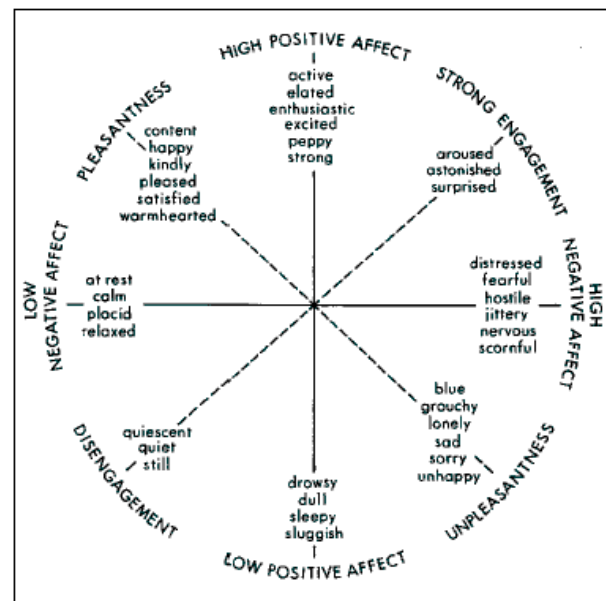 HIGH POSITIVE AFFECT
active
elated
enthusiastic
excited
peppy
strong
STRONG ENGAGEMENT
aroused
astonished
surprised
HIGH
NEGATIVE AFFECT
distressed
fearful
hostile
jittery
nervous
scornful
UNPLEASANTNESS
blue
grouchy
lonely
sad
sorry
unhappy
LOW POSITIVE AFFECT
drowsy
dull
sleepy
sluggish
DISENGAGEMENT
quiescent
quiet
still
LOW
NEGATIVE AFFECT
at rest
calm
placid
relaxed
PLEASANTNESS
content
happy
kindly
pleased
satisfied
warmhearted